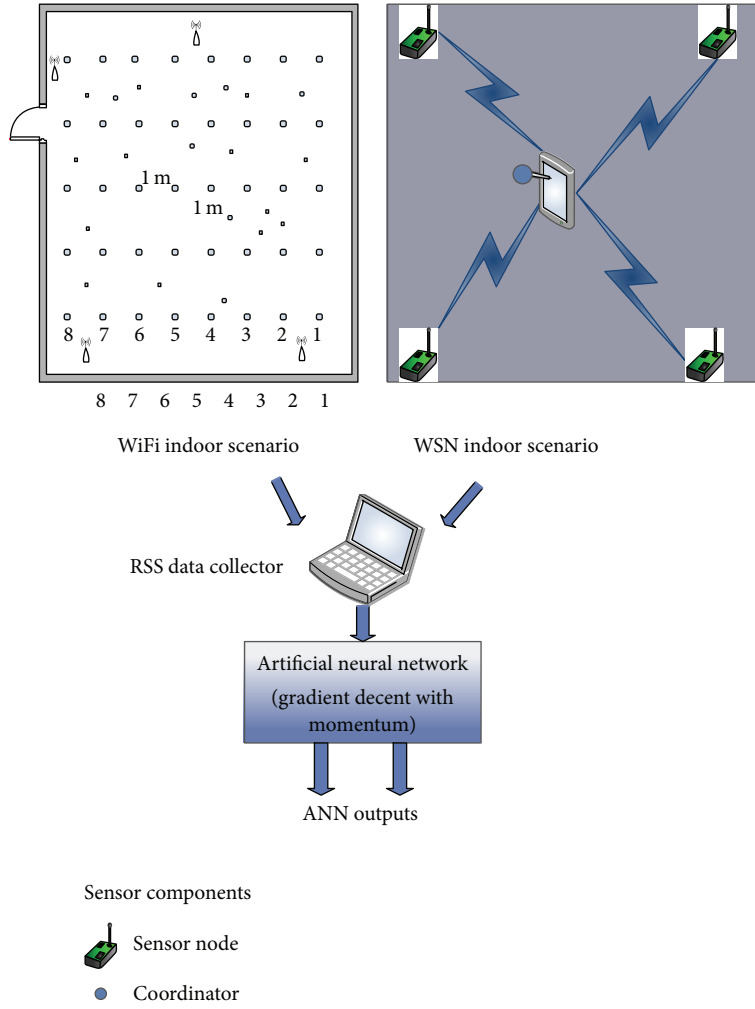 1 m
1 m
8 7 6 5 4 3 2 1
8 7 6 5 4 3 2 1
WiFi indoor scenario
WSN indoor scenario
RSS data collector
Artificial neural network
(gradient decent with
momentum)
ANN outputs
Sensor components
Sensor node
Coordinator